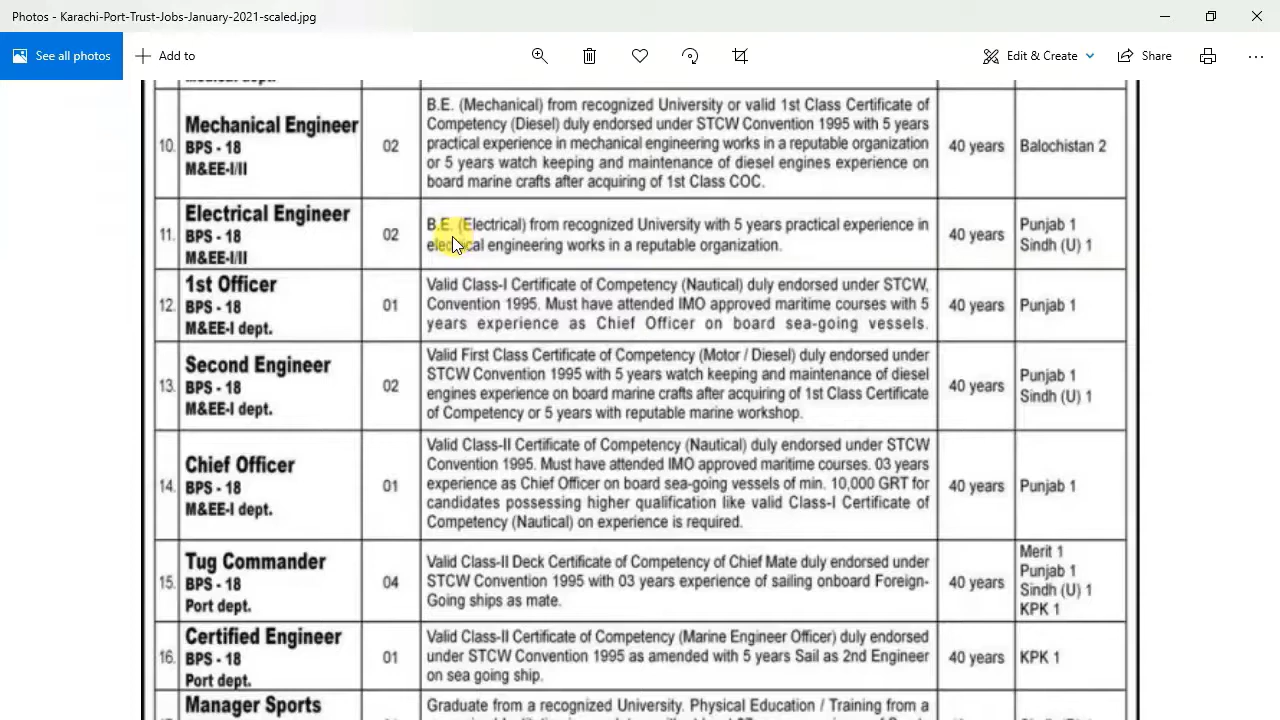 Photos - Karachi-Port-Trust-Jobs-January-2021-scaled.jpg
See all photos
Add to
Edit & Create
Share
10.
Mechanical Engineer
BPS - 18
M&EE-I/II
02
B.E. (Mechanical) from recognized University or valid 1st Class Certificate of
Competency (Diesel) duly endorsed under STCW Convention 1995 with 5 years
practical experience in mechanical engineering works in a reputable organization
or 5 years watch keeping and maintenance of diesel engines experience on
board marine crafts after acquiring of 1st Class COC.
40 years
Balochistan 2
11.
Electrical Engineer
BPS - 18
M&EE-I/II
02
B.E. (Electrical) from recognized University with 5 years practical experience in
electrical engineering works in a reputable organization.
40 years
Punjab 1
Sindh (U) 1
12.
1st Officer
BPS - 18
M&EE-I dept.
01
Valid Class-I Certificate of Competency (Nautical) duly endorsed under STCW,
Convention 1995. Must have attended IMO approved maritime courses with 5
years experience as Chief Officer on board sea-going vessels.
40 years
Punjab 1
13.
Second Engineer
BPS - 18
M&EE-I dept.
02
Valid First Class Certificate of Competency (Motor / Diesel) duly endorsed under
STCW Convention 1995 with 5 years watch keeping and maintenance of diesel
engines experience on board marine crafts after acquiring of 1st Class Certificate
of Competency or 5 years with reputable marine workshop.
40 years
Punjab 1
Sindh (U) 1
14.
Chief Officer
BPS - 18
M&EE-I dept.
01
Valid Class-II Certificate of Competency (Nautical) duly endorsed under STCW
Convention 1995. Must have attended IMO approved maritime courses. 03 years
experience as Chief Officer on board sea-going vessels of min. 10,000 GRT for
candidates possessing higher qualification like valid Class-I Certificate of
Competency (Nautical) on experience is required.
40 years
Punjab 1
15.
Tug Commander
BPS - 18
Port dept.
04
Valid Class-II Deck Certificate of Competency of Chief Mate duly endorsed under
STCW Convention 1995 with 03 years experience of sailing onboard Foreign-
Going ships as mate.
40 years
Merit 1
Punjab 1
Sindh (U) 1
KPK 1
16.
Certified Engineer
BPS - 18
Port dept.
01
Valid Class-II Certificate of Competency (Marine Engineer Officer) duly endorsed
under STCW Convention 1995 as amended with 5 years Sail as 2nd Engineer
on sea going ship.
40 years
KPK 1
Manager Sports
Graduate from a recognized University. Physical Education / Training from a